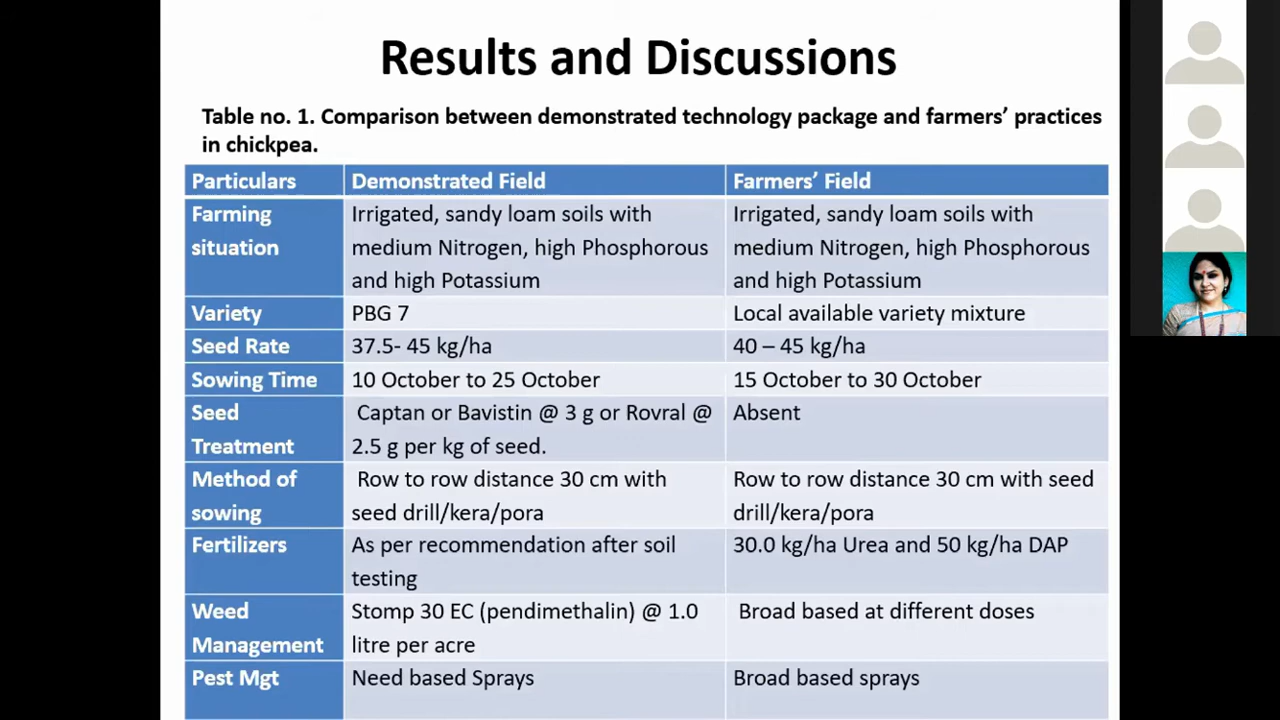 Results and Discussions
Table no. 1. Comparison between demonstrated technology package and farmers' practices
in chickpea.
Particulars Demonstrated Field Farmers' Field
Farming situation Irrigated, sandy loam soils with medium Nitrogen, high Phosphorous and high Potassium Irrigated, sandy loam soils with medium Nitrogen, high Phosphorous and high Potassium
Variety PBG 7 Local available variety mixture
Seed Rate 37.5- 45 kg/ha 40 – 45 kg/ha
Sowing Time 10 October to 25 October 15 October to 30 October
Seed Treatment Captan or Bavistin @ 3 g or Rovral @ 2.5 g per kg of seed. Absent
Method of sowing Row to row distance 30 cm with seed drill/kera/pora Row to row distance 30 cm with seed drill/kera/pora
Fertilizers As per recommendation after soil testing 30.0 kg/ha Urea and 50 kg/ha DAP
Weed Management Stomp 30 EC (pendimethalin) @ 1.0 litre per acre Broad based at different doses
Pest Mgt Need based Sprays Broad based sprays